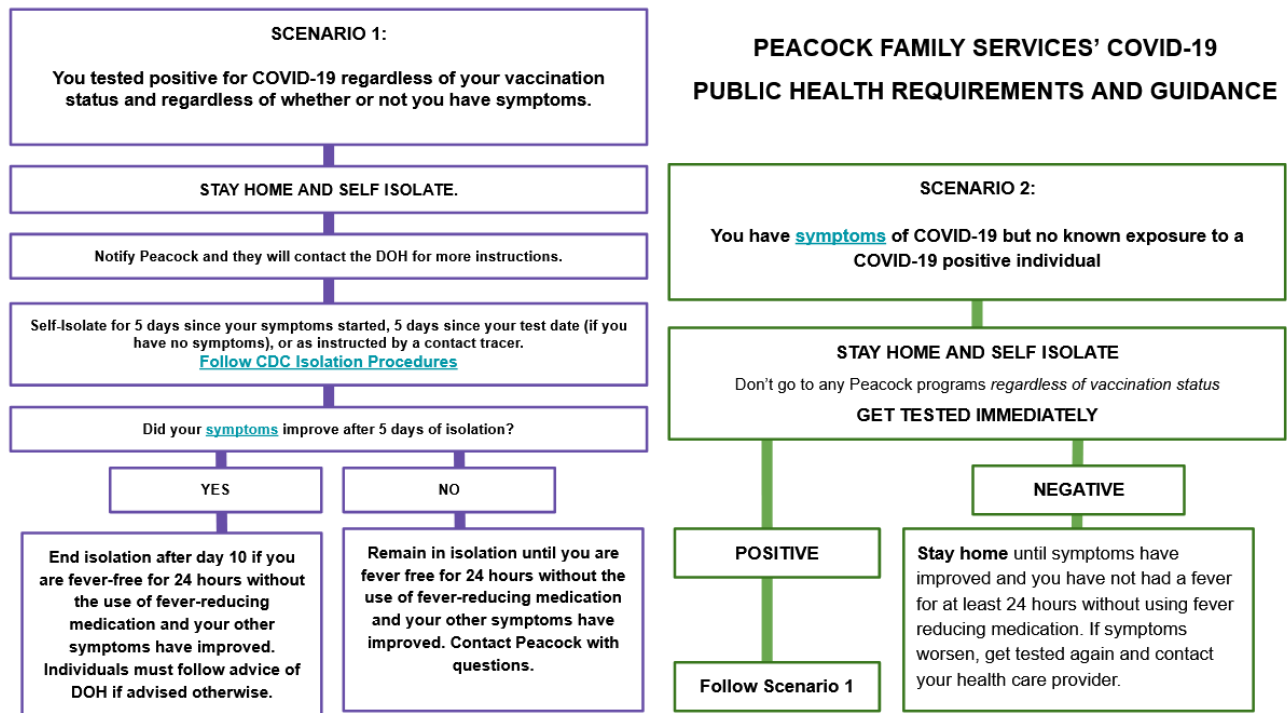 SCENARIO 1:
You tested positive for COVID-19 regardless of your vaccination
status and regardless of whether or not you have symptoms.
STAY HOME AND SELF ISOLATE.
Notify Peacock and they will contact the DOH for more instructions.
Self-Isolate for 5 days since your symptoms started, 5 days since your test date (if you
have no symptoms), or as instructed by a contact tracer.
Follow CDC Isolation Procedures
Did your symptoms improve after 5 days of isolation?
YES
End isolation after day 10 if you
are fever-free for 24 hours without
the use of fever-reducing
medication and your other
symptoms have improved.
Individuals must follow advice of
DOH if advised otherwise.
NO
Remain in isolation until you are
fever free for 24 hours without the
use of fever-reducing medication
and your other symptoms have
improved. Contact Peacock with
questions.
PEACOCK FAMILY SERVICES’ COVID-19
PUBLIC HEALTH REQUIREMENTS AND GUIDANCE
SCENARIO 2:
You have symptoms of COVID-19 but no known exposure to a
COVID-19 positive individual
STAY HOME AND SELF ISOLATE
Don’t go to any Peacock programs regardless of vaccination status
GET TESTED IMMEDIATELY
POSITIVE
Follow Scenario 1
NEGATIVE
Stay home until symptoms have
improved and you have not had a fever
for at least 24 hours without using fever
reducing medication. If symptoms
worsen, get tested again and contact
your health care provider.